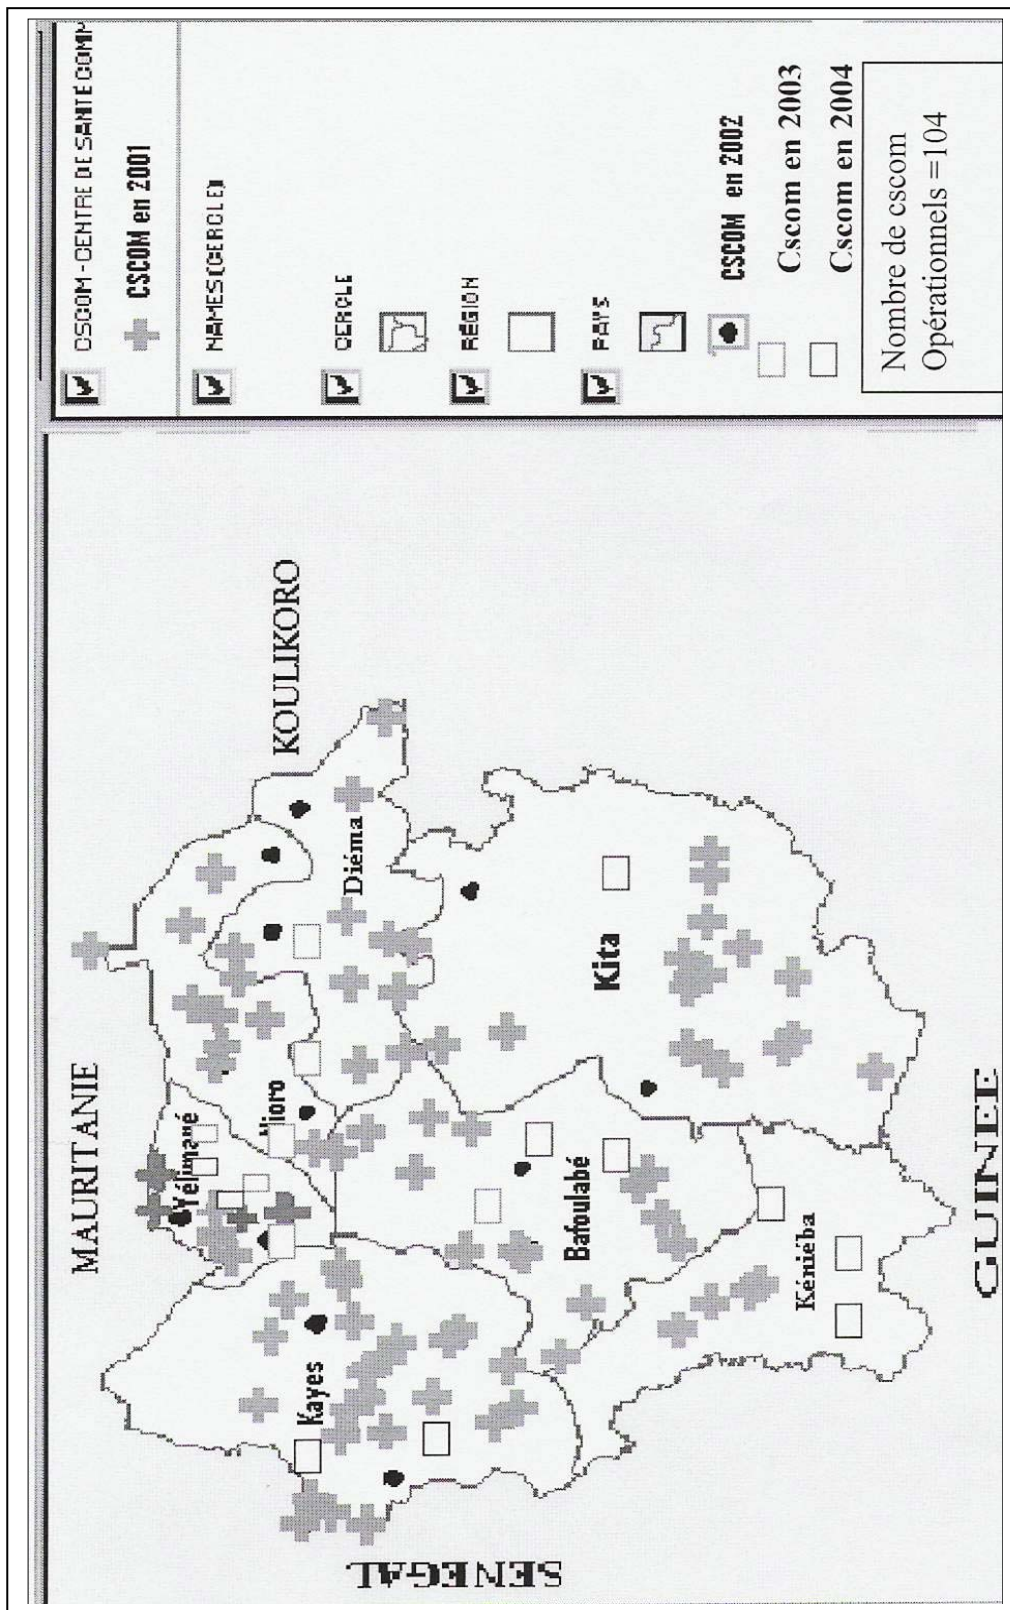 MAURITANIE
KOULIKORO
Yélimané
Nioro
Diéma
Kayes
Bafoulabé
Kita
Kéniéba
SENEGAL
GUINEE
CSCOM - CENTRE DE SANTÉ COMM
CSCOM en 2001
NAMES(CERCLE)
CERCLE
RÉGION
PAYS
CSCOM en 2002
Cscom en 2003
Cscom en 2004
Nombre de cscom
Opérationnels =104